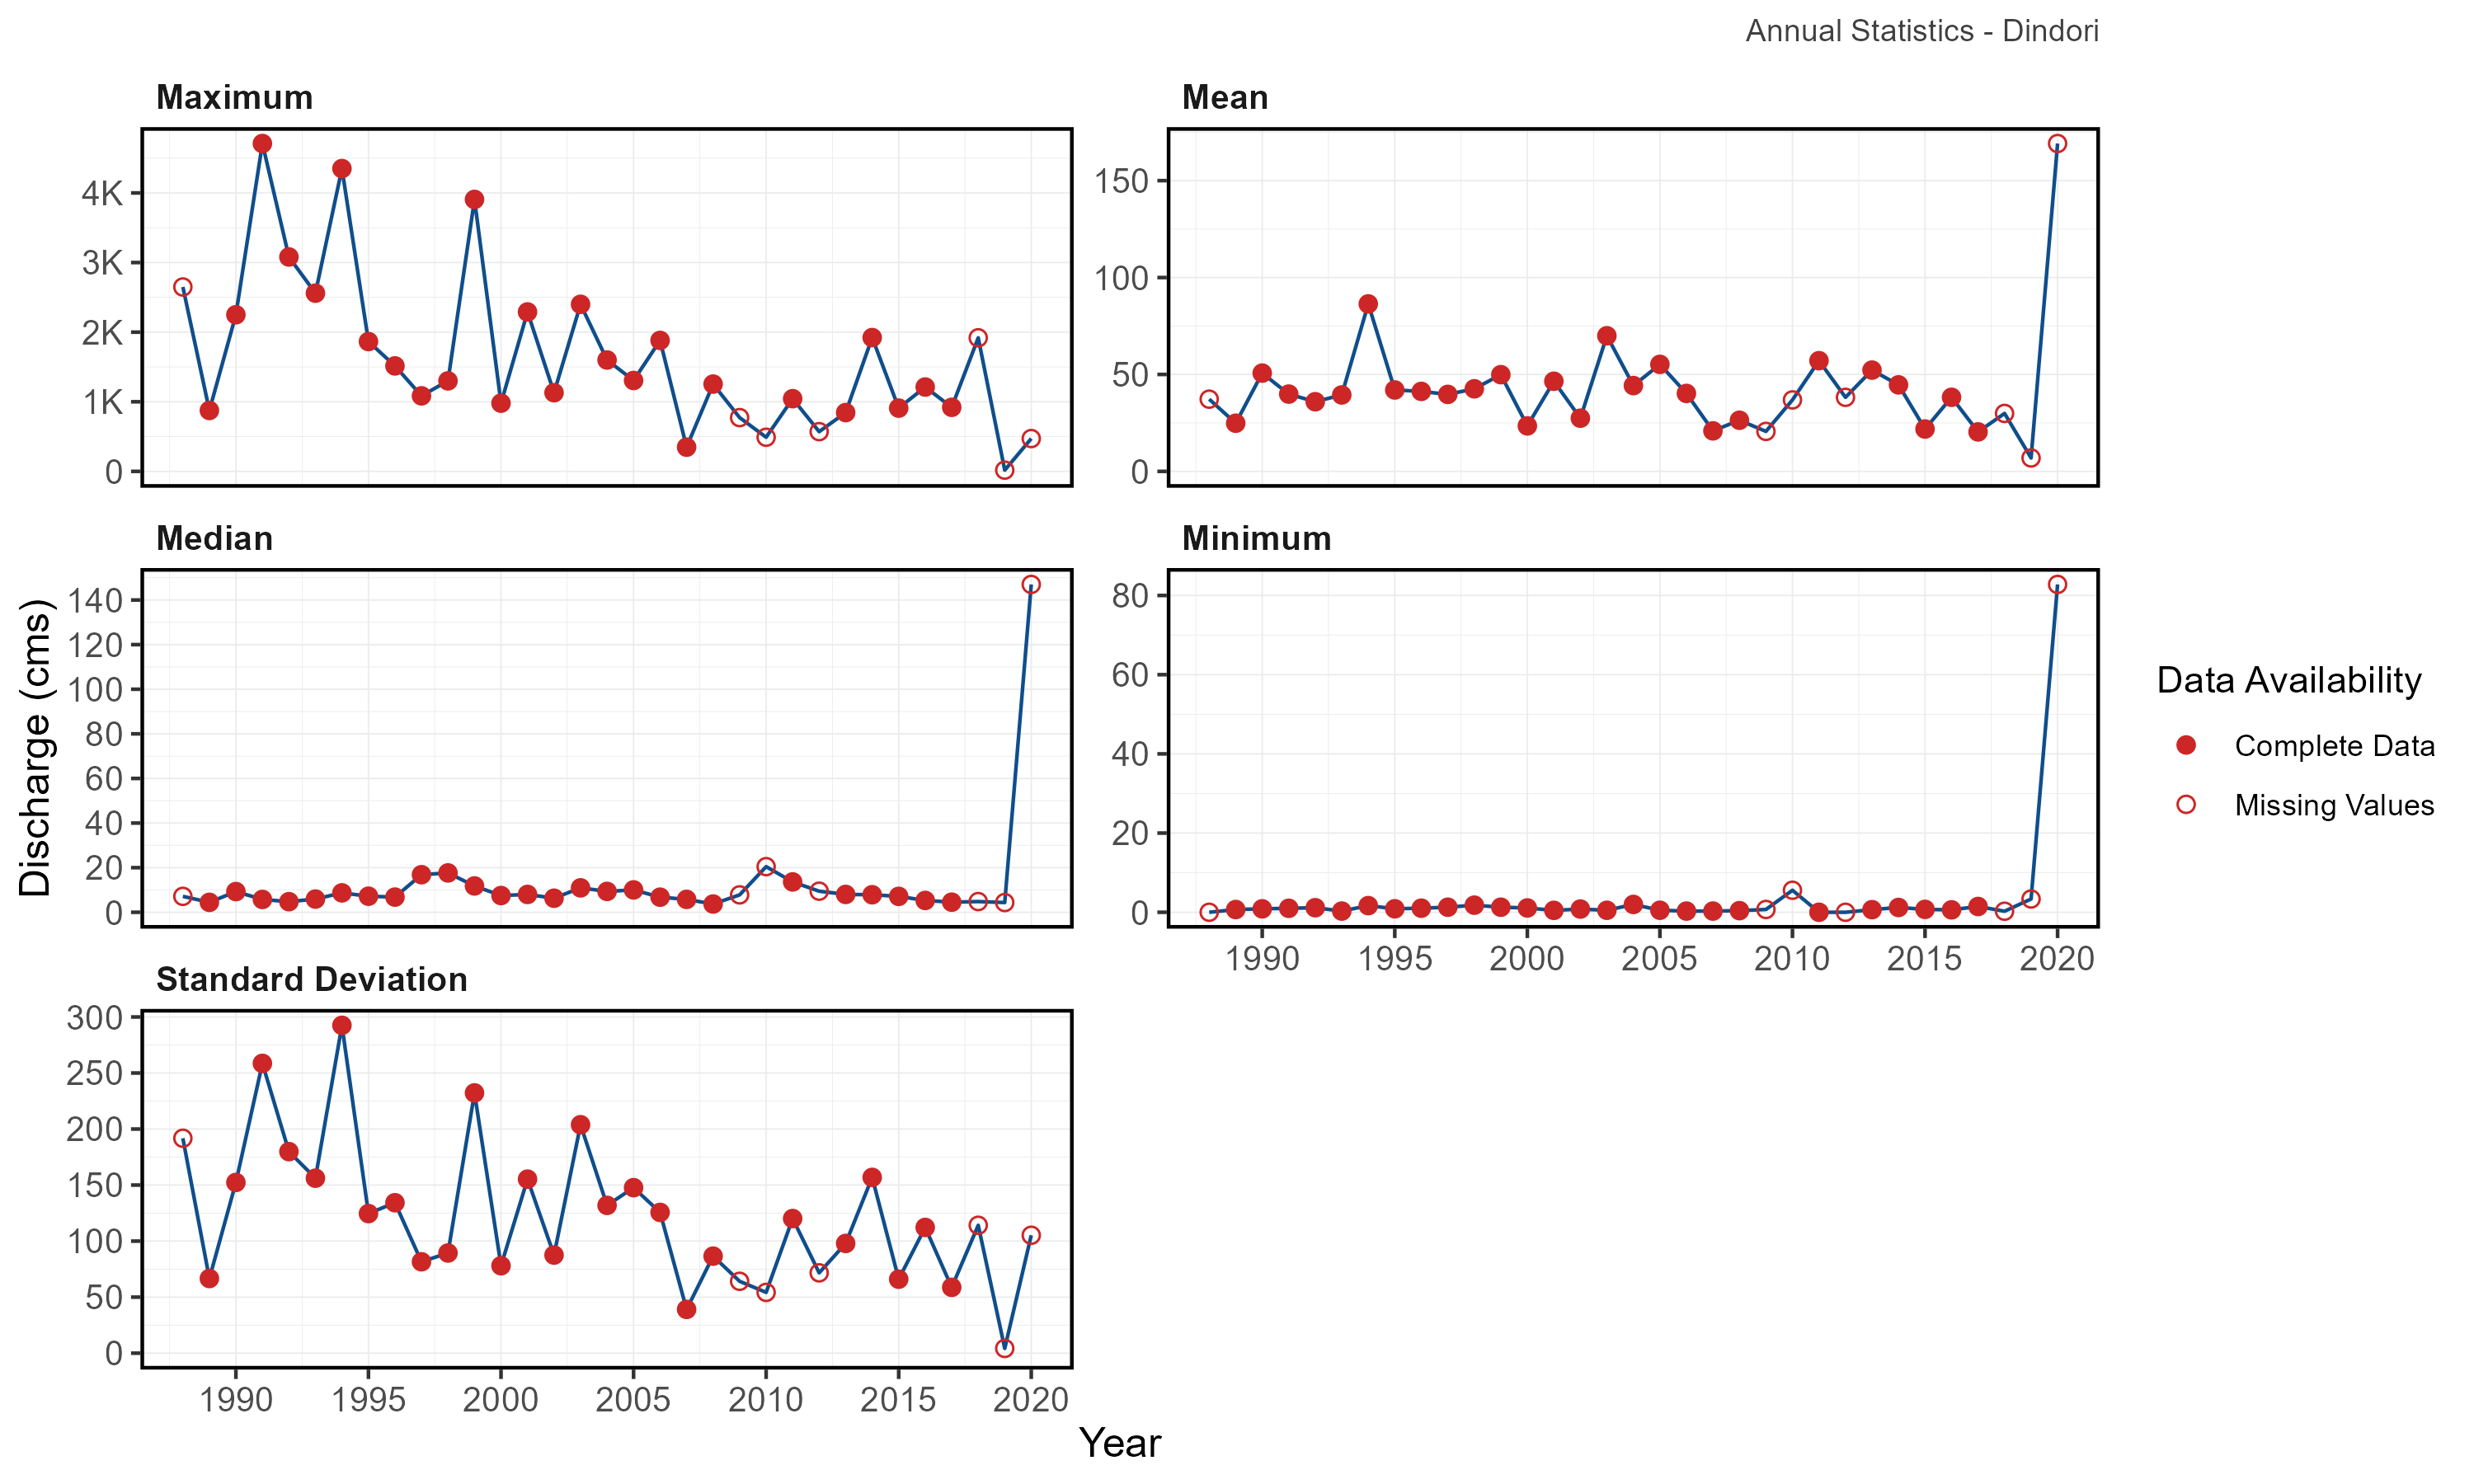 Annual Statistics - Dindori
Maximum
4K
3K
2K
1K
0
Mean
150
100
50
0
Median
140
120
100
80
60
40
20
0
Minimum
80
60
40
20
0
1990 1995 2000 2005 2010 2015 2020
Standard Deviation
300
250
200
150
100
50
0
1990 1995 2000 2005 2010 2015 2020
Discharge (cms)
Year
Data Availability
Complete Data
Missing Values